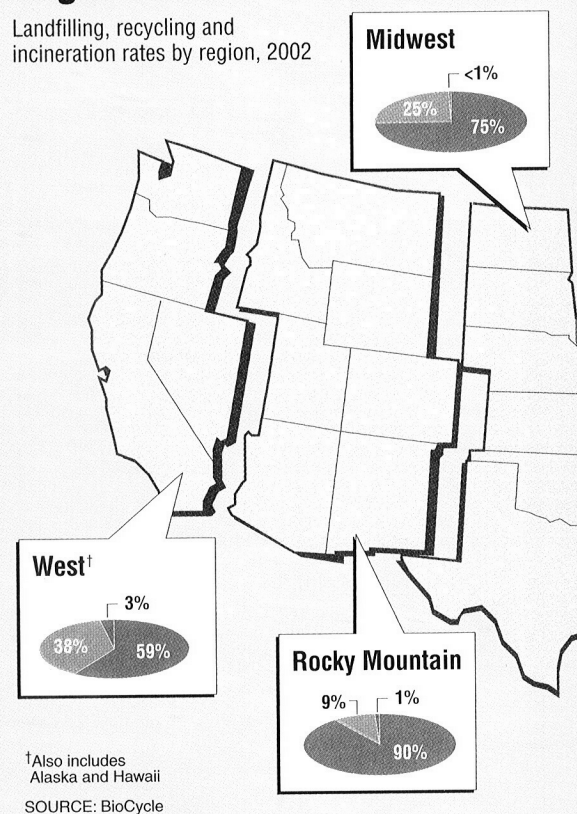 Landfilling, recycling and
incineration rates by region, 2002
Midwest
<1%
25%
75%
West†
3%
38%
59%
Rocky Mountain
9%
1%
90%
†Also includes
Alaska and Hawaii
SOURCE: BioCycle